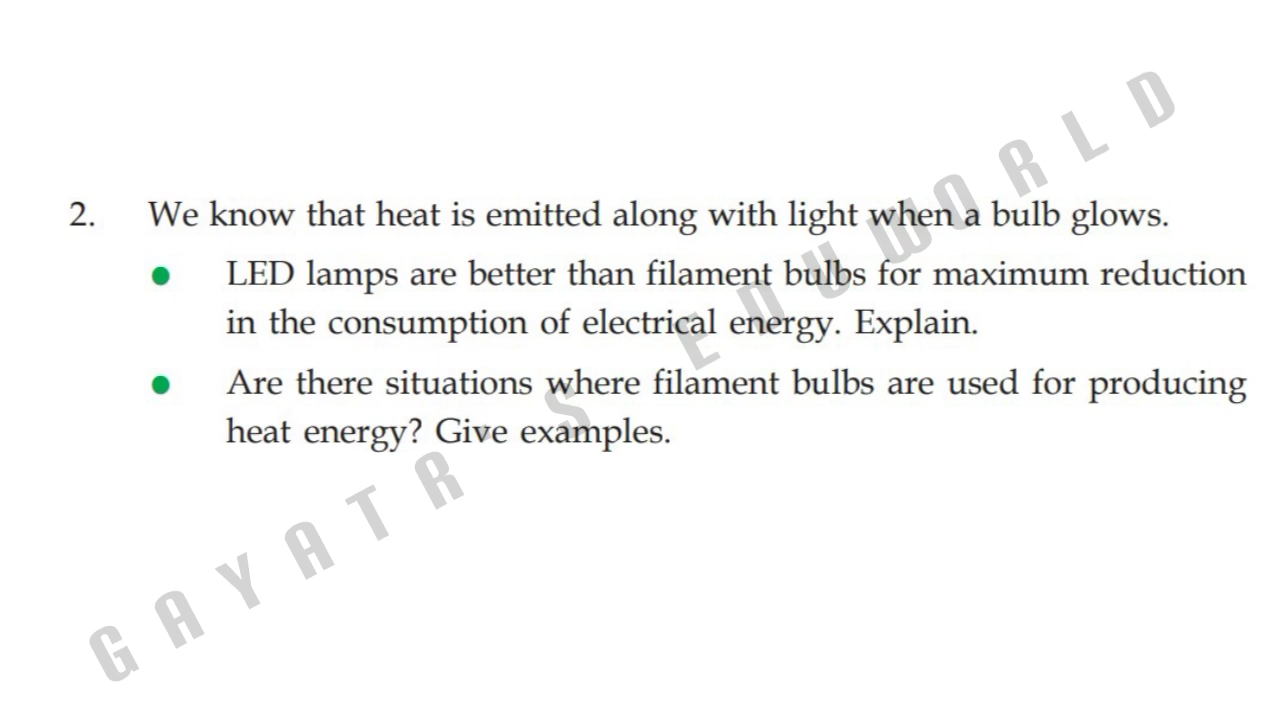 2. We know that heat is emitted along with light when a bulb glows.
● LED lamps are better than filament bulbs for maximum reduction
in the consumption of electrical energy. Explain.
● Are there situations where filament bulbs are used for producing
heat energy? Give examples.
GAYATR'S EDUWORLD